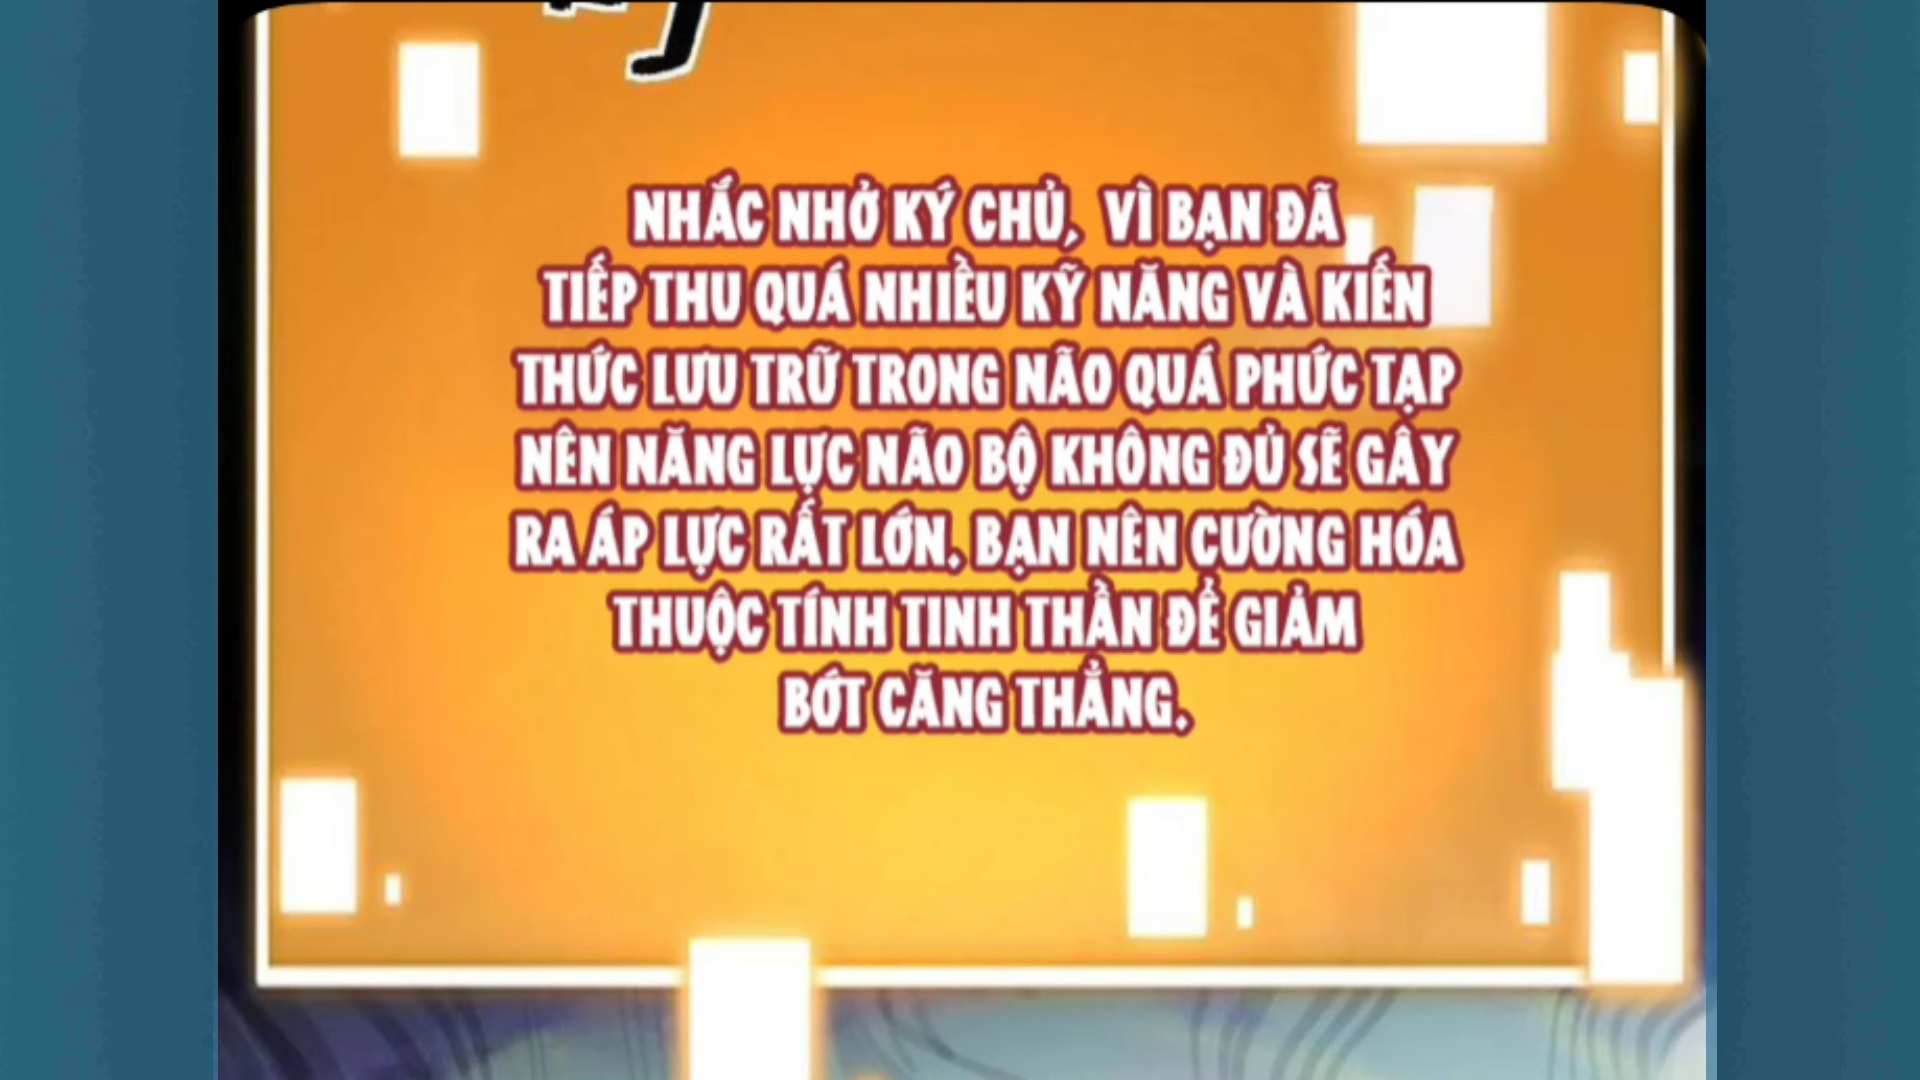 NHẮC NHỞ KÝ CHỦ, VÌ BẠN ĐÃ
TIẾP THU QUÁ NHIỀU KỸ NĂNG VÀ KIẾN
THỨC LƯU TRỮ TRONG NÃO QUÁ PHỨC TẠP
NÊN NĂNG LỰC NÃO BỘ KHÔNG ĐỦ SẼ GÂY
RA ÁP LỰC RẤT LỚN. BẠN NÊN CƯỜNG HÓA
THUỘC TÍNH TINH THẦN ĐỂ GIẢM
BỚT CĂNG THẲNG.